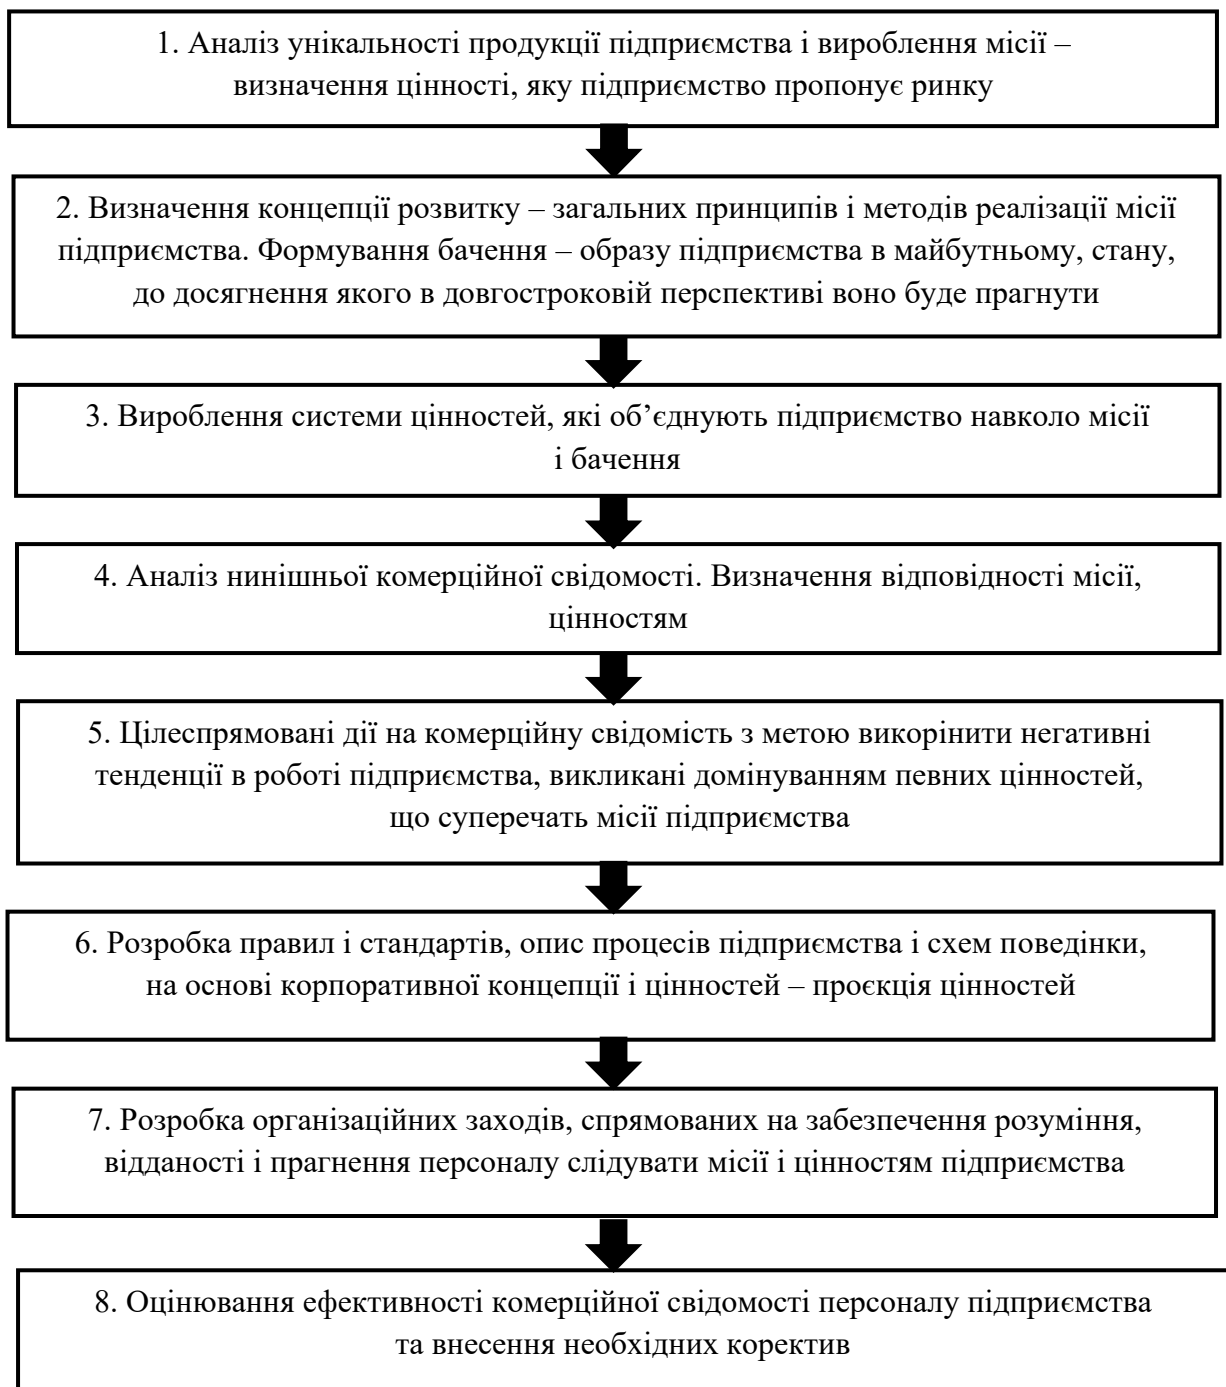 1. Аналіз унікальності продукції підприємства і вироблення місії –
визначення цінності, яку підприємство пропонує ринку
2. Визначення концепції розвитку – загальних принципів і методів реалізації місії
підприємства. Формування бачення – образу підприємства в майбутньому, стану,
до досягнення якого в довгостроковій перспективі воно буде прагнути
3. Вироблення системи цінностей, які об’єднують підприємство навколо місії
і бачення
4. Аналіз нинішньої комерційної свідомості. Визначення відповідності місії,
цінностям
5. Цілеспрямовані дії на комерційну свідомість з метою викорінити негативні
тенденції в роботі підприємства, викликані домінуванням певних цінностей,
що суперечать місії підприємства
6. Розробка правил і стандартів, опис процесів підприємства і схем поведінки,
на основі корпоративної концепції і цінностей – проєкція цінностей
7. Розробка організаційних заходів, спрямованих на забезпечення розуміння,
відданості і прагнення персоналу слідувати місії і цінностям підприємства
8. Оцінювання ефективності комерційної свідомості персоналу підприємства
та внесення необхідних коректив